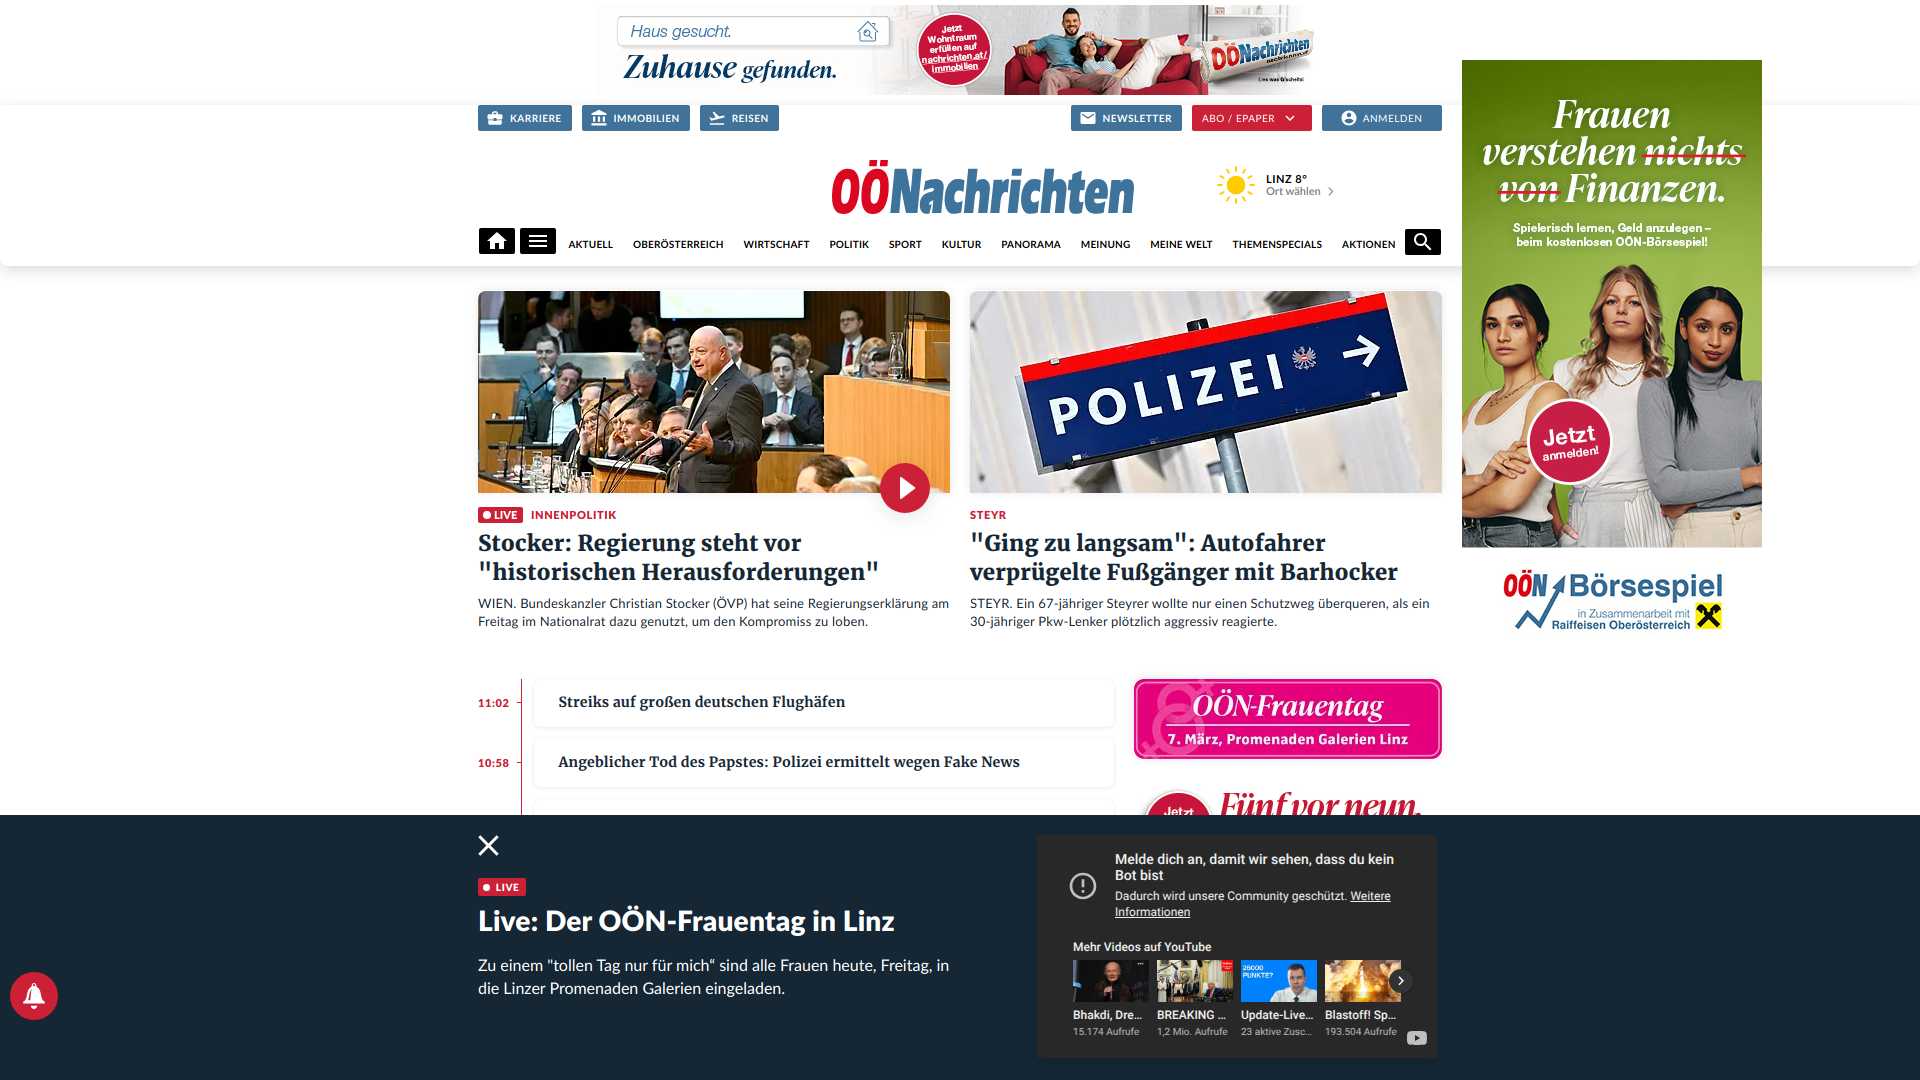 Haus gesucht.
Zuhause gefunden.
Jetzt
Wohntraum
erfüllen auf
nachrichten.at/
immobilien
OÖNachrichten
Lies was G'scheits!
KARRIERE
IMMOBILIEN
REISEN
NEWSLETTER
ABO / EPAPER
ANMELDEN
OÖNachrichten
LINZ 8°
Ort wählen
AKTUELL
OBERÖSTERREICH
WIRTSCHAFT
POLITIK
SPORT
KULTUR
PANORAMA
MEINUNG
MEINE WELT
THEMENSPECIALS
AKTIONEN
Frauen
verstehen nichts
von Finanzen.
Spielerisch lernen, Geld anzulegen –
beim kostenlosen OÖN-Börsespiel!
Jetzt
anmelden!
OÖN Börsespiel
in Zusammenarbeit mit
Raiffeisen Oberösterreich
POLIZEI
LIVE INNENPOLITIK
Stocker: Regierung steht vor
"historischen Herausforderungen"
WIEN. Bundeskanzler Christian Stocker (ÖVP) hat seine Regierungserklärung am
Freitag im Nationalrat dazu genutzt, um den Kompromiss zu loben.
STEYR
"Ging zu langsam": Autofahrer
verprügelte Fußgänger mit Barhocker
STEYR. Ein 67-jähriger Steyrer wollte nur einen Schutzweg überqueren, als ein
30-jähriger Pkw-Lenker plötzlich aggressiv reagierte.
11:02
Streiks auf großen deutschen Flughäfen
10:58
Angeblicher Tod des Papstes: Polizei ermittelt wegen Fake News
OÖN-Frauentag
7. März, Promenaden Galerien Linz
Jetzt
Fünf vor neun.
LIVE
Live: Der OÖN-Frauentag in Linz
Zu einem "tollen Tag nur für mich“ sind alle Frauen heute, Freitag, in
die Linzer Promenaden Galerien eingeladen.
Melde dich an, damit wir sehen, dass du kein
Bot bist
Dadurch wird unsere Community geschützt. Weitere
Informationen
Mehr Videos auf YouTube
25000
PUNKTE?
Bhakdi, Dre...
15.174 Aufrufe
BREAKING ...
1,2 Mio. Aufrufe
Update-Live...
23 aktive Zusc...
Blastoff! Sp...
193.504 Aufrufe